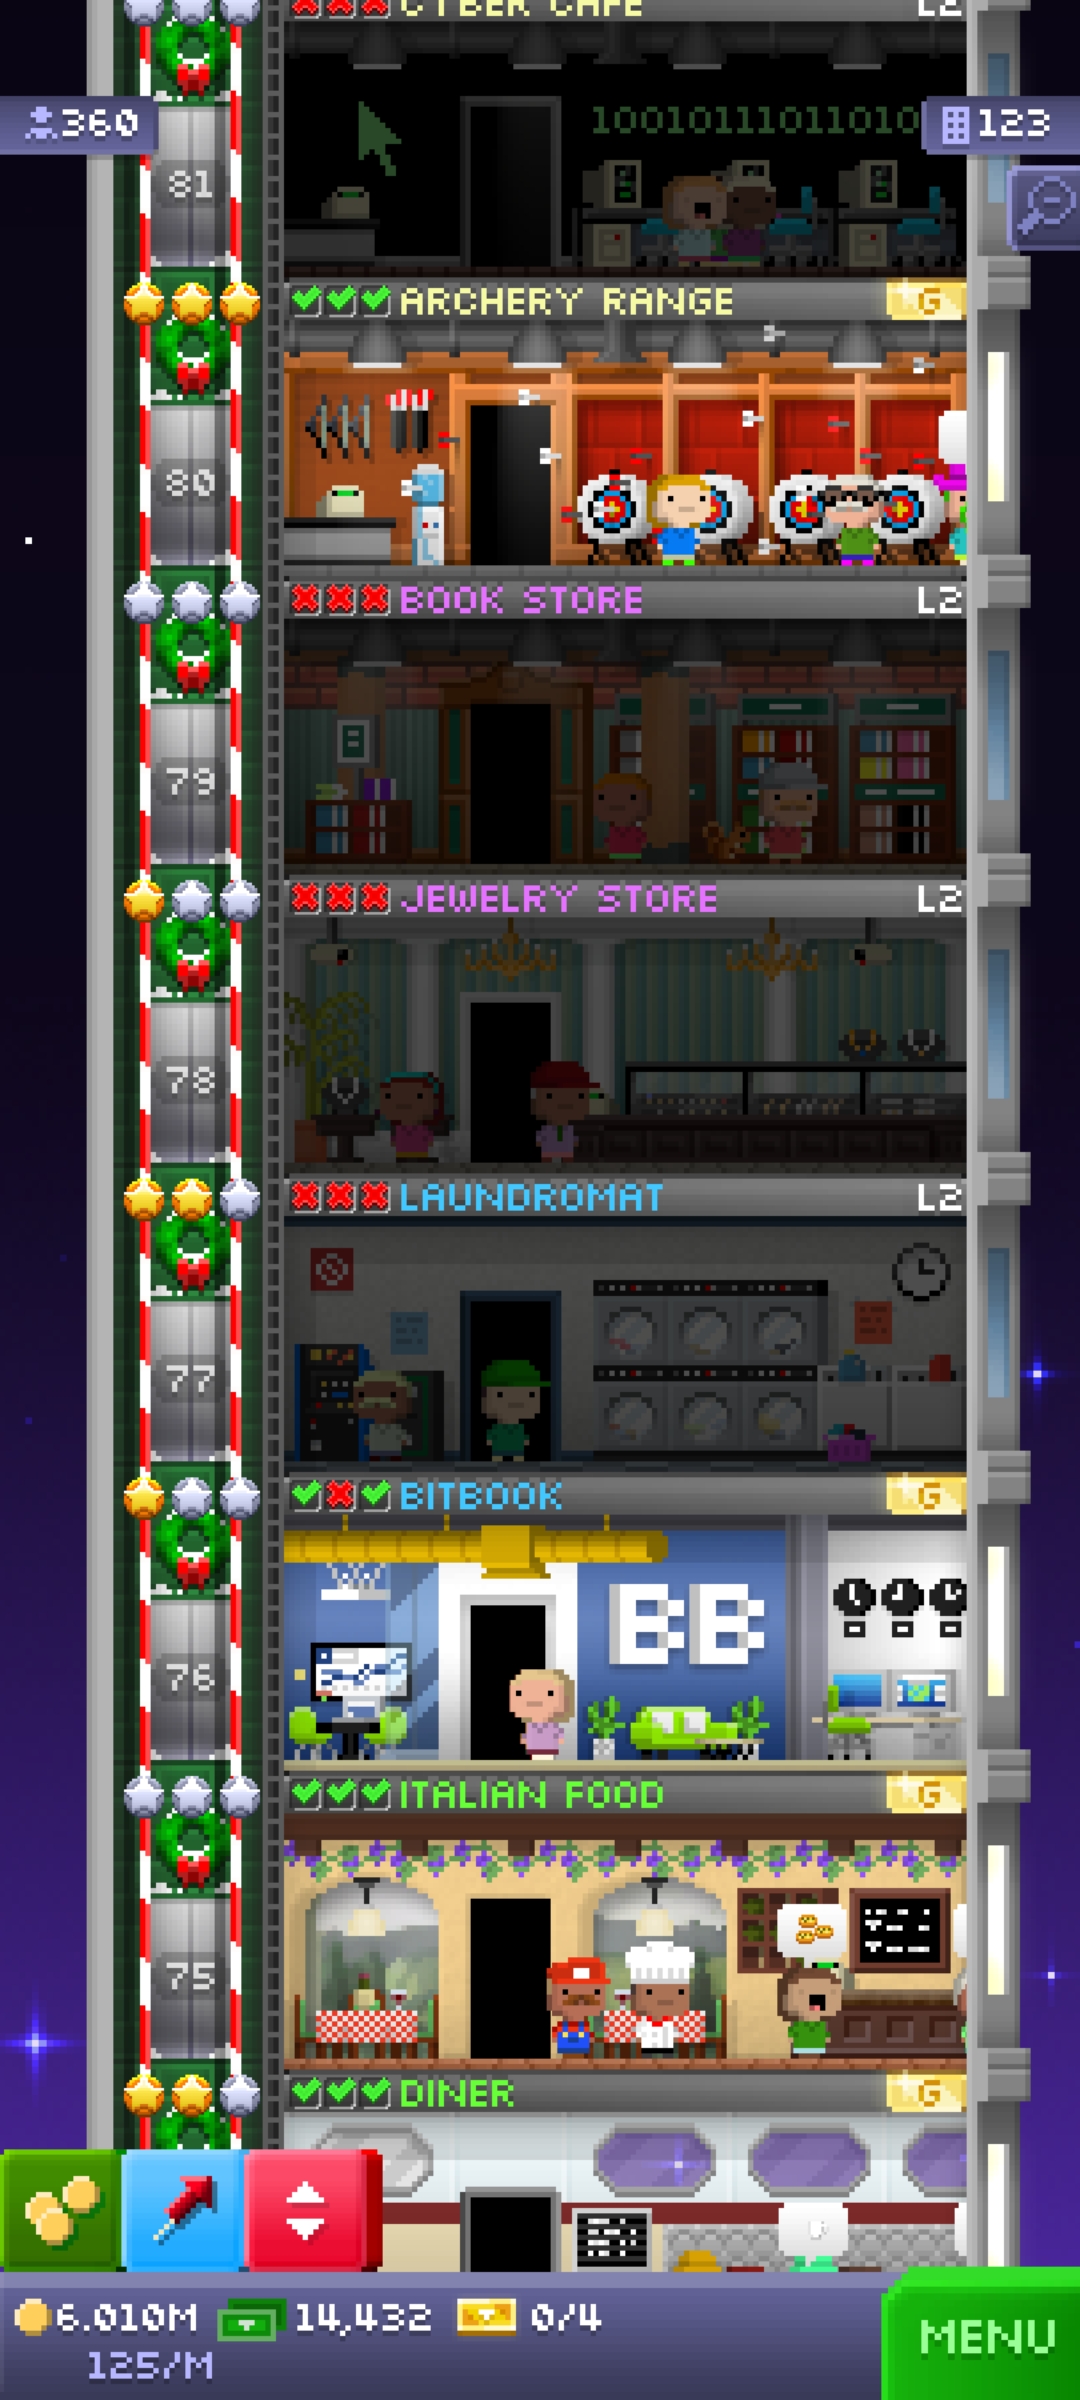 CYBER CAFE L2
360
10010111011010
123
81
ARCHERY RANGE G
80
BOOK STORE L2
79
JEWELRY STORE L2
78
LAUNDROMAT L2
77
BITBOOK G
BB
76
ITALIAN FOOD G
75
DINER G
6.010M 14,432 0/4
125/M
MENU